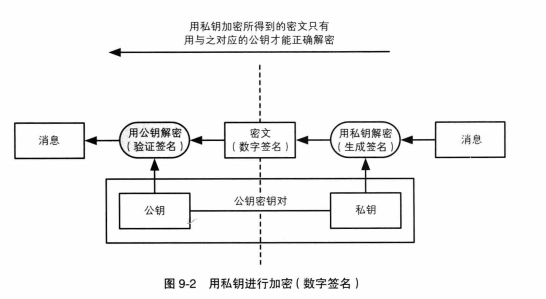 用私钥加密所得到的密文只有
用与之对应的公钥才能正确解密
消息
用公钥解密
（验证签名）
密文
（数字签名）
用私钥解密
（生成签名）
消息
公钥
公钥密钥对
私钥
图 9-2 用私钥进行加密（数字签名）